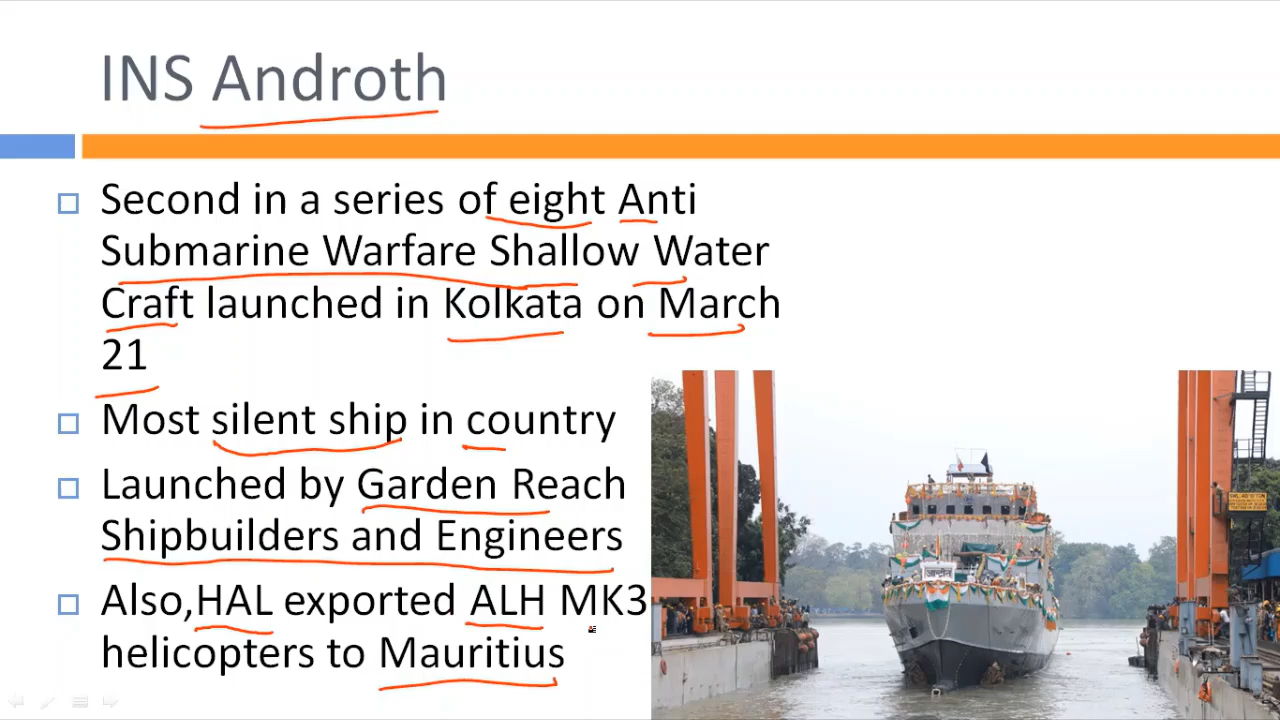 INS Androth
Second in a series of eight Anti
Submarine Warfare Shallow Water
Craft launched in Kolkata on March
21
Most silent ship in country
Launched by Garden Reach
Shipbuilders and Engineers
Also,HAL exported ALH MK3
helicopters to Mauritius